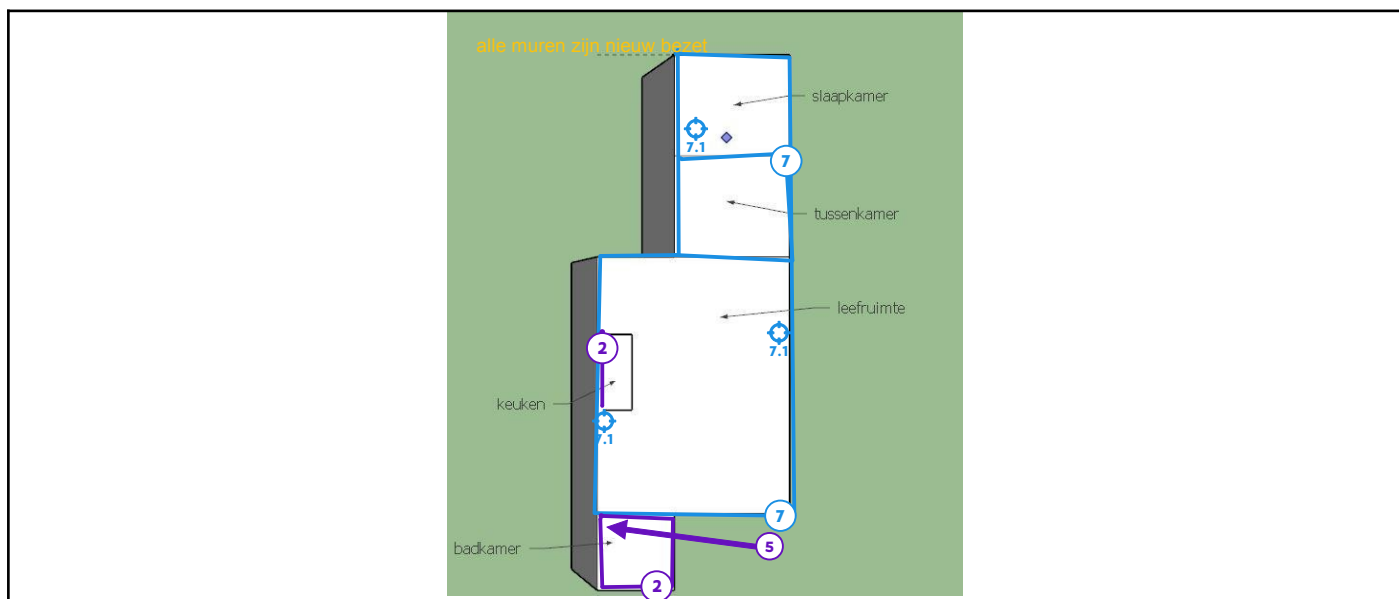 alle muren zijn nieuw bezet
slaapkamer
7.1
7
tussenkamer
leefruimte
7.1
2
keuken
7.1
7
badkamer
5
2